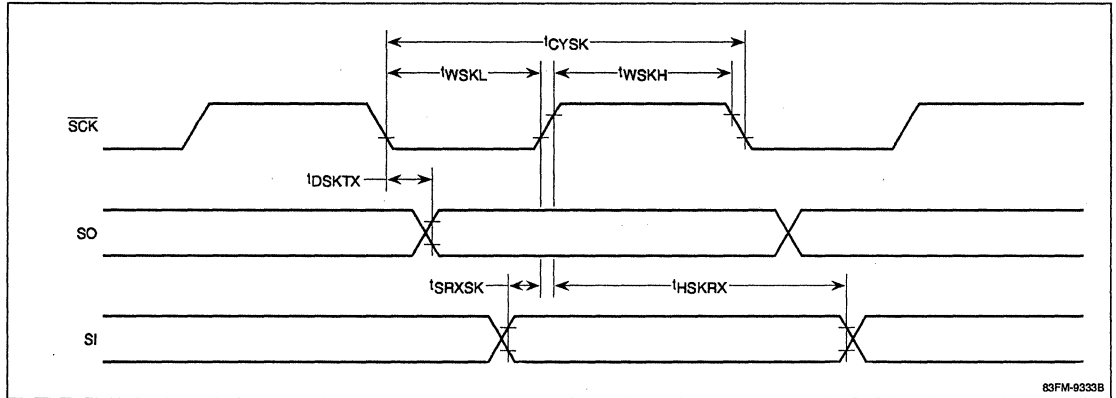 tCYSK
tWSKL
tWSKH
SCK
tDSKTX
SO
tSRXSK
tHSKRX
SI
83FM-9333B